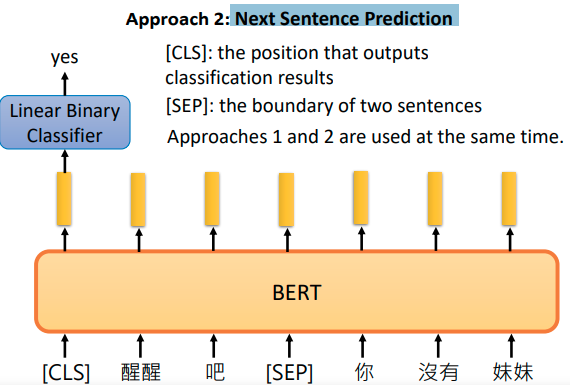 Approach 2: Next Sentence Prediction
yes
[CLS]: the position that outputs
classification results
Linear Binary
Classifier
[SEP]: the boundary of two sentences
Approaches 1 and 2 are used at the same time.
BERT
[CLS] 醒醒 吧 [SEP] 你 沒有 妹妹